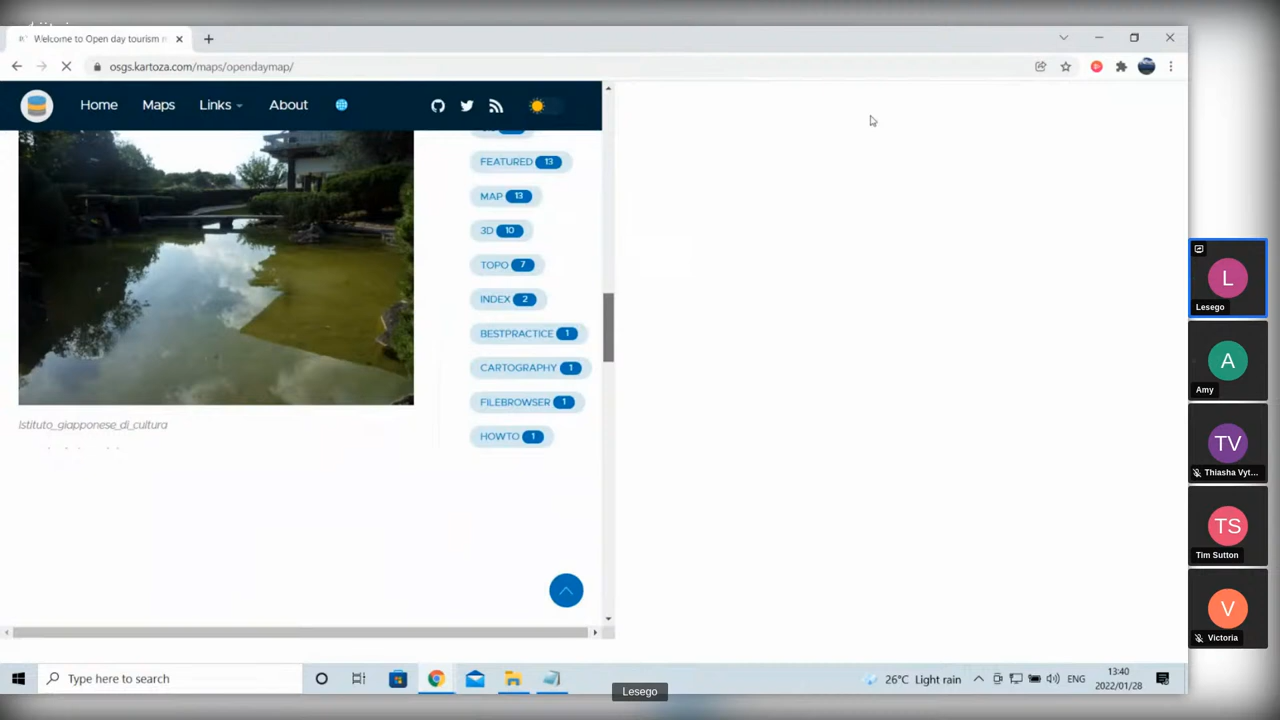 Welcome to Open day tourism
osgs.kartoza.com/maps/opendaymap/
Home Maps Links About
FEATURED 13
MAP 13
3D 10
TOPO 7
INDEX 2
BESTPRACTICE 1
CARTOGRAPHY 1
FILEBROWSER 1
HOWTO 1
Istituto_giapponese_di_cultura
L
Lesego
A
Amy
TV
Thiasha Vyt...
TS
Tim Sutton
V
Victoria
Type here to search
26°C Light rain
ENG
13:40
2022/01/28
Lesego